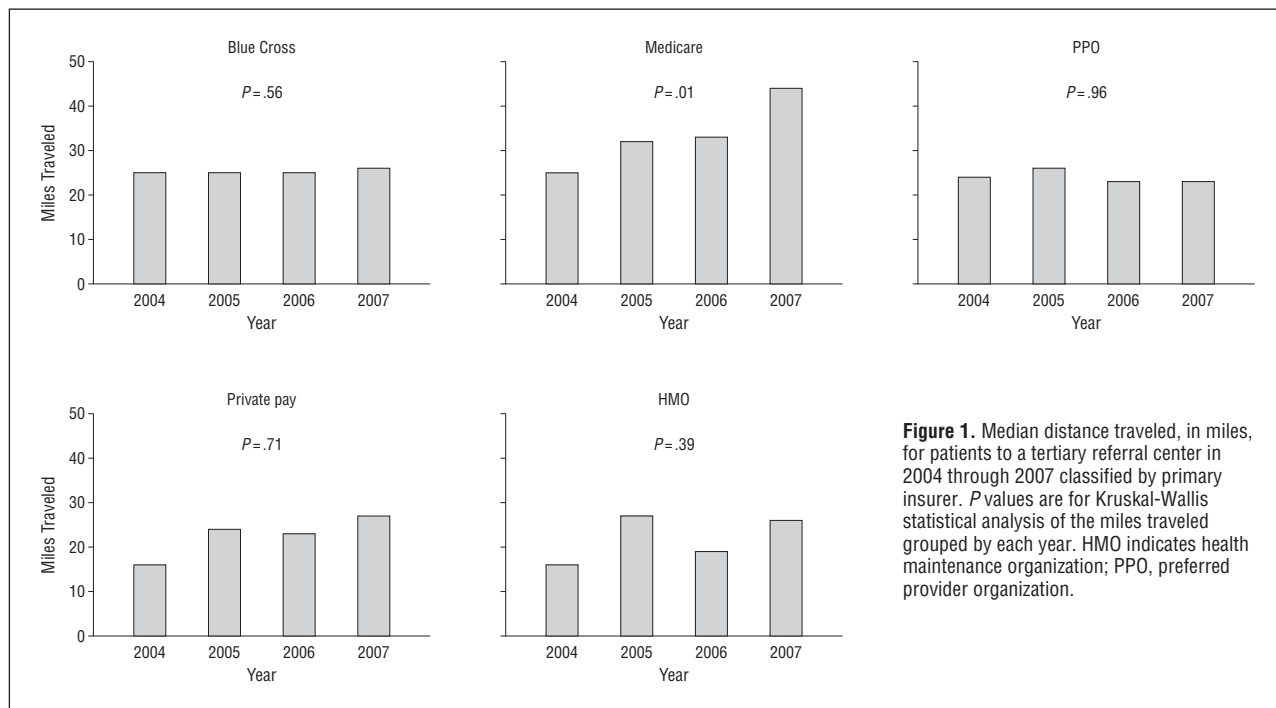 Blue Cross
P = .56
50
40
30
20
10
0
Miles Traveled
2004 2005 2006 2007
Year
Medicare
P = .01
2004 2005 2006 2007
Year
PPO
P = .96
2004 2005 2006 2007
Year
Private pay
P = .71
50
40
30
20
10
0
Miles Traveled
2004 2005 2006 2007
Year
HMO
P = .39
2004 2005 2006 2007
Year
Figure 1. Median distance traveled, in miles,
for patients to a tertiary referral center in
2004 through 2007 classified by primary
insurer. P values are for Kruskal-Wallis
statistical analysis of the miles traveled
grouped by each year. HMO indicates health
maintenance organization; PPO, preferred
provider organization.